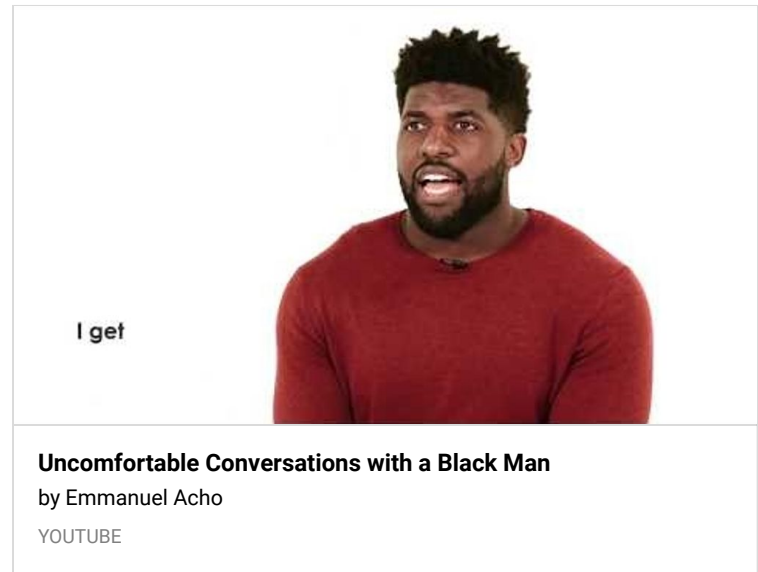 I get
Uncomfortable Conversations with a Black Man
by Emmanuel Acho
YOUTUBE